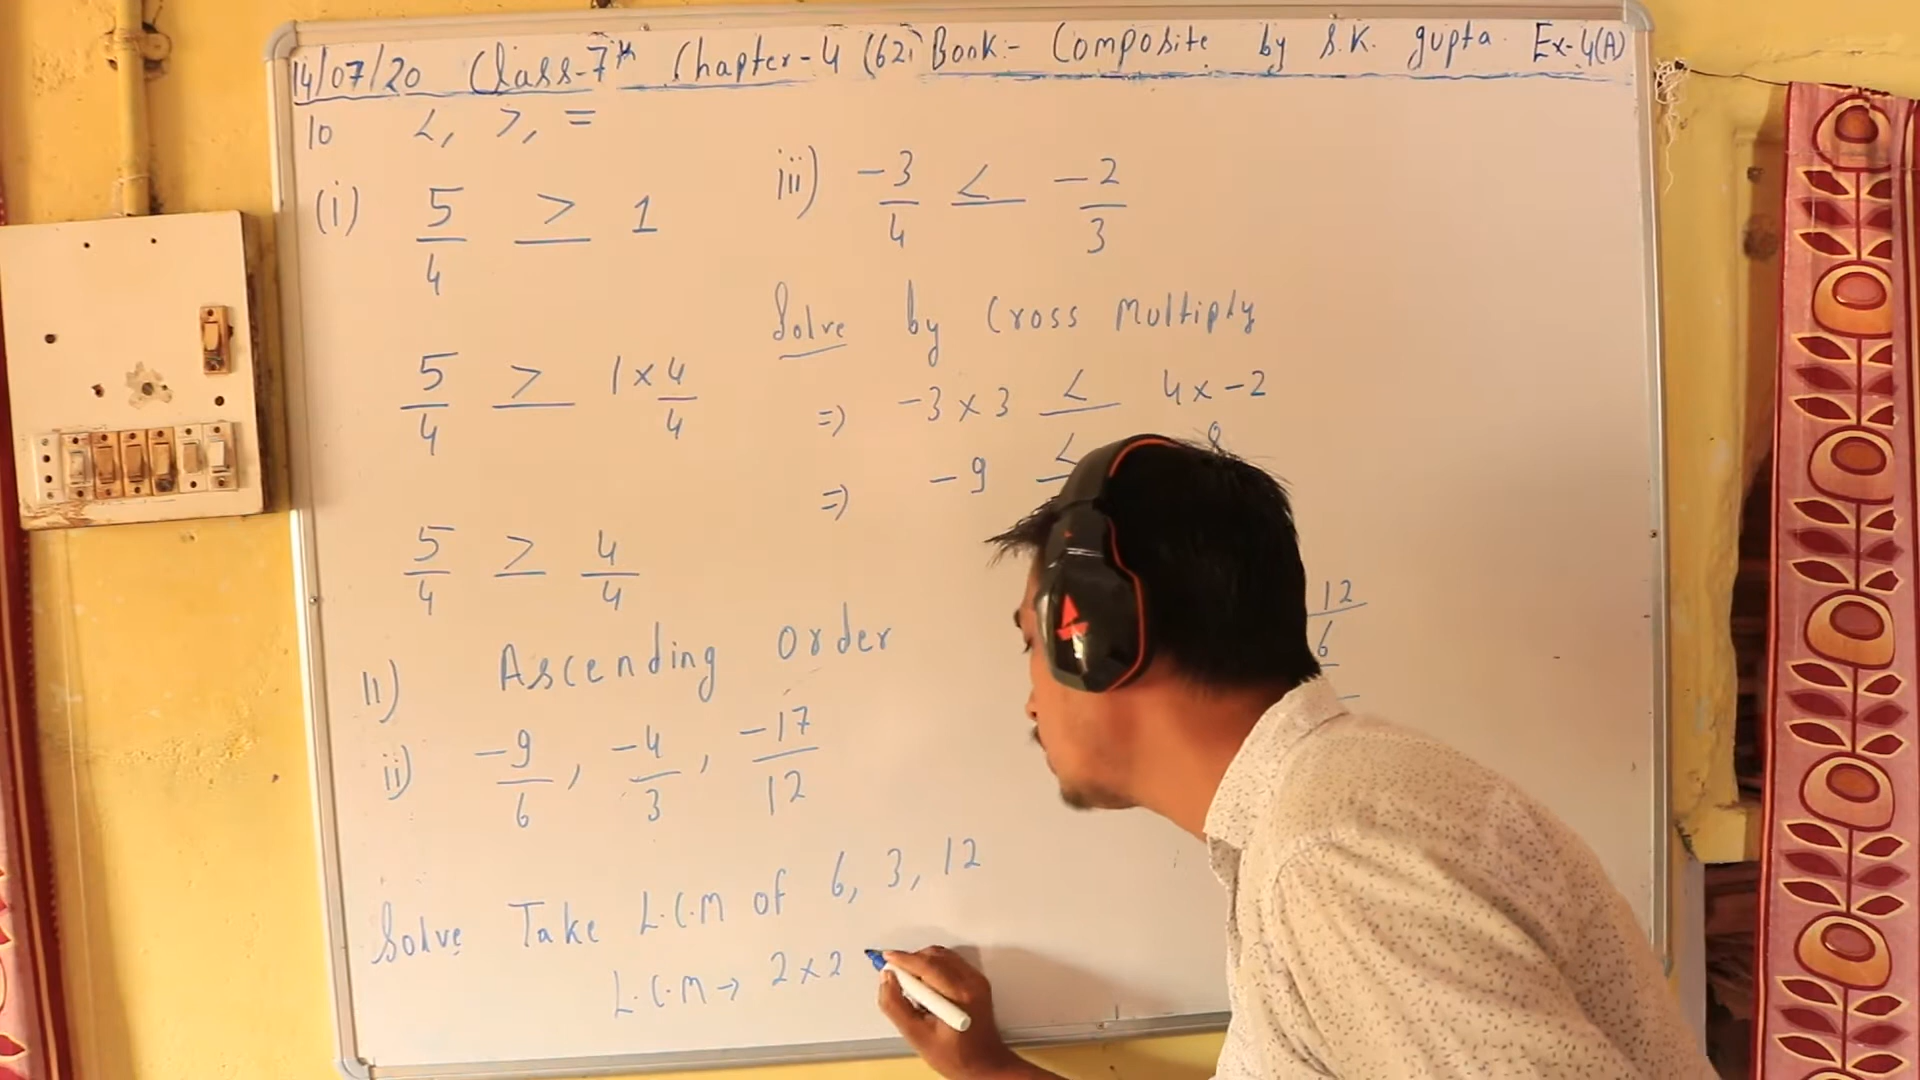 14/07/20 Class-7th Chapter-4 (62) Book:- Composite by S.K. gupta. Ex-4(A)
10 <, >, =
(i) 5/4 > 1
5/4 > 1 × 4/4
5/4 > 4/4
iii) -3/4 < -2/3
Solve by Cross Multiply
=> -3 × 3 < 4 × -2
=> -9 < 8
12
6
11) Ascending order
ii) -9/6, -4/3, -17/12
Solve Take L.C.M of 6, 3, 12
L.C.M → 2 × 2